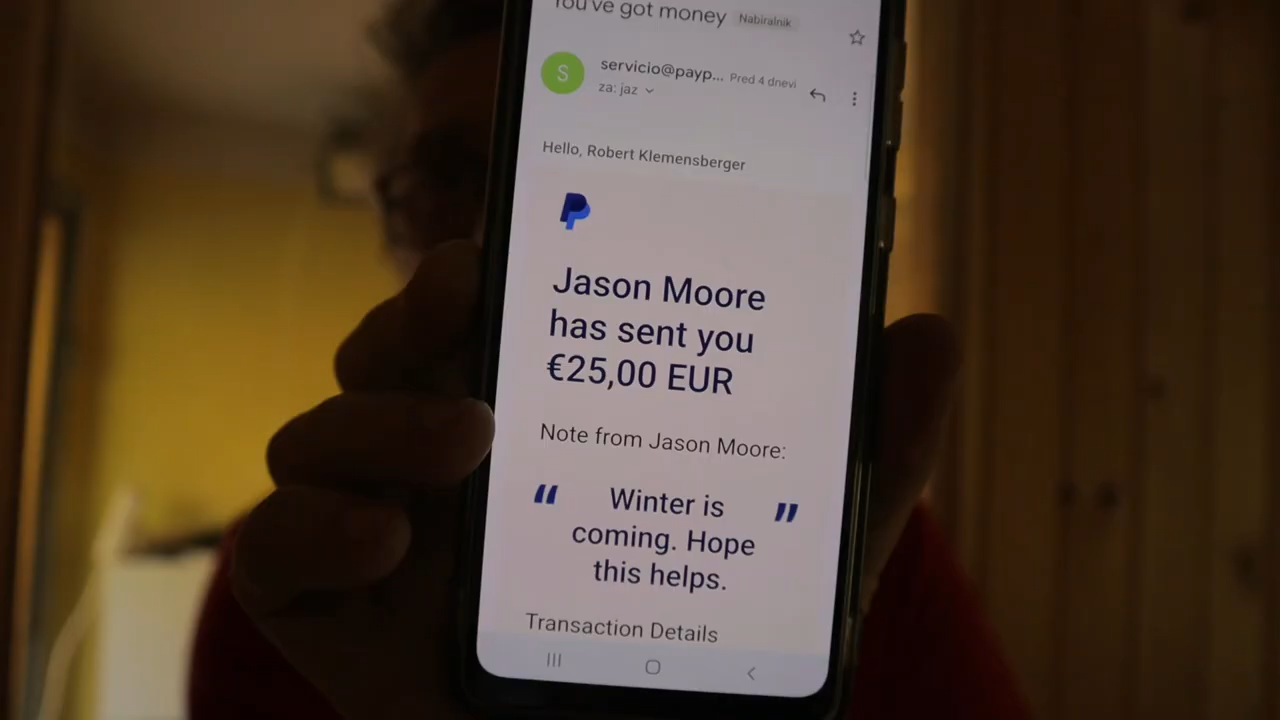 You've got money Nabiralnik
S
servicio@payp... Pred 4 dnevi
za: jaz
Hello, Robert Klemensberger
Jason Moore
has sent you
€25,00 EUR
Note from Jason Moore:
“ Winter is ”
coming. Hope
this helps.
Transaction Details